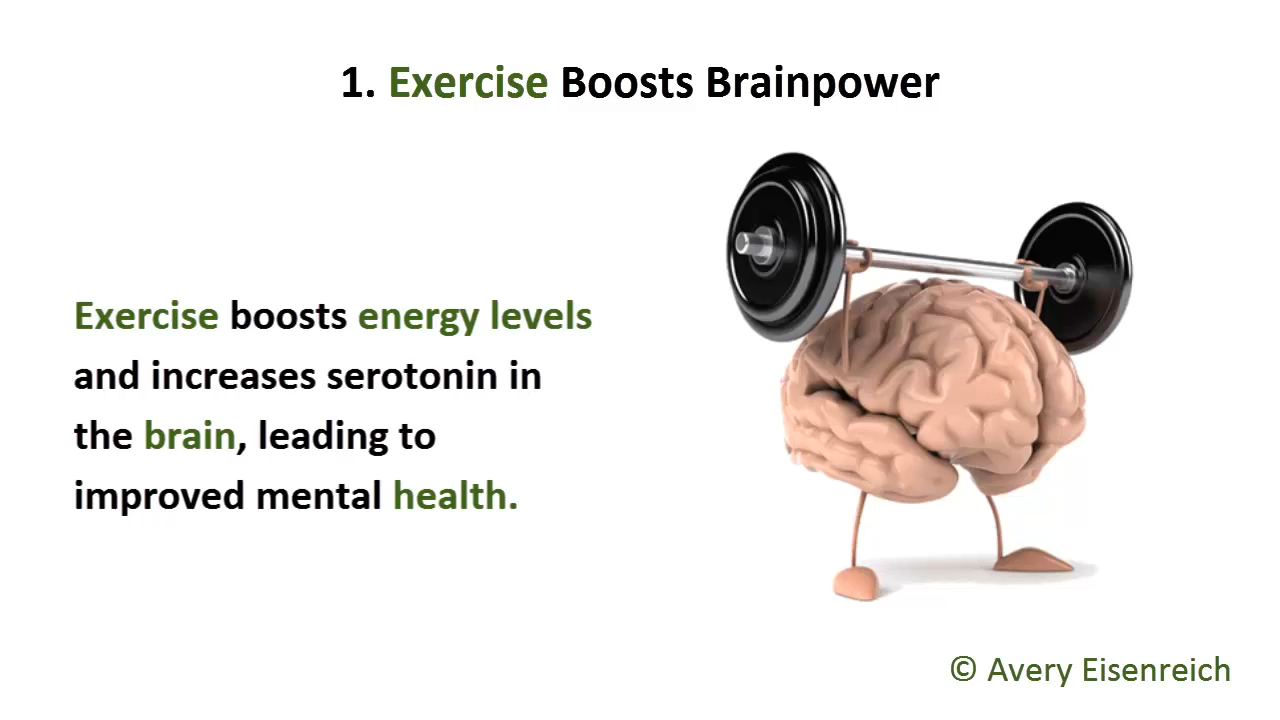 1. Exercise Boosts Brainpower
Exercise boosts energy levels
and increases serotonin in
the brain, leading to
improved mental health.
© Avery Eisenreich